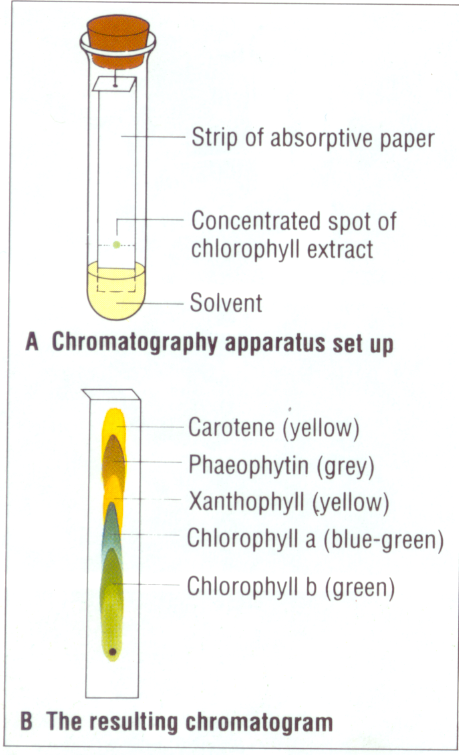 Strip of absorptive paper
Concentrated spot of
chlorophyll extract
Solvent
A Chromatography apparatus set up
Carotene (yellow)
Phaeophytin (grey)
Xanthophyll (yellow)
Chlorophyll a (blue-green)
Chlorophyll b (green)
B The resulting chromatogram